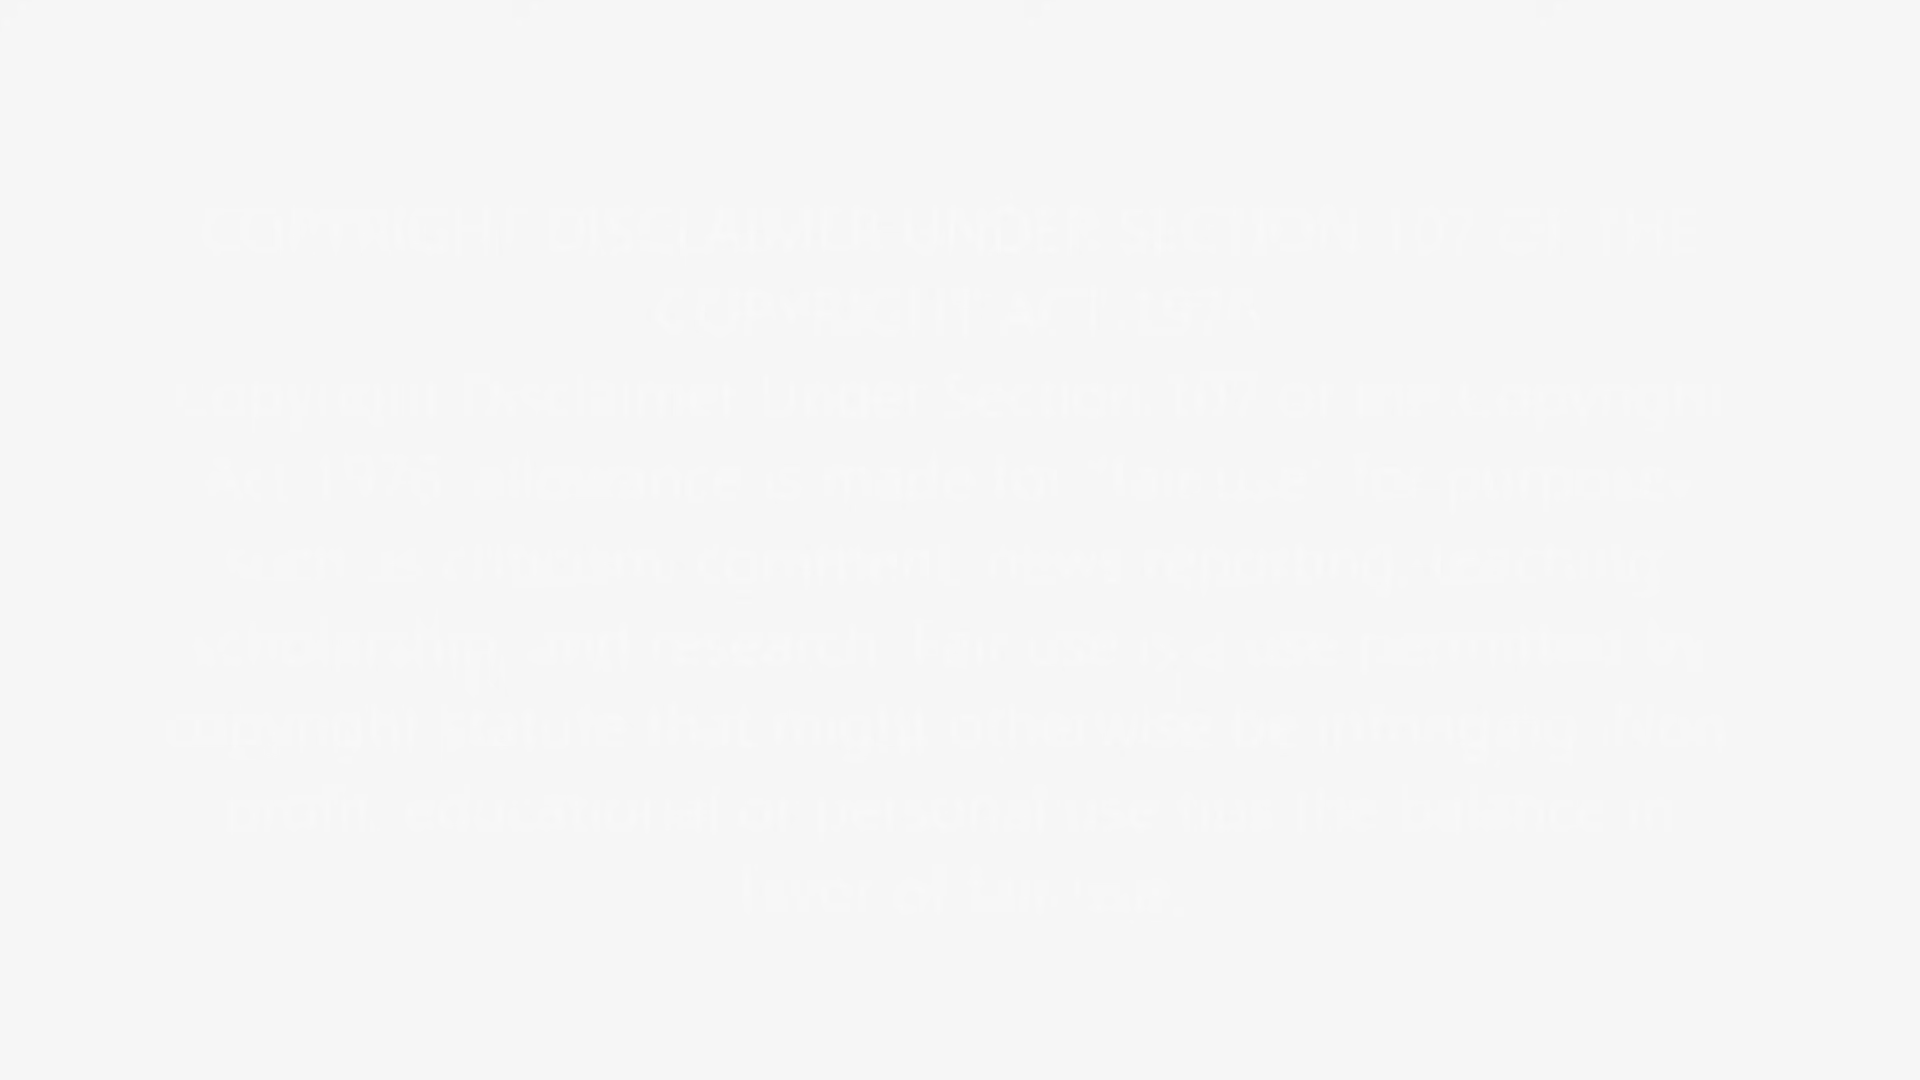 COPYRIGHT DISCLAIMER UNDER SECTION 107 OF THE
COPYRIGHT ACT 1976
Copyright Disclaimer Under Section 107 of the Copyright
Act 1976, allowance is made for "fair use" for purposes
such as criticism, comment, news reporting, teaching,
scholarship, and research. Fair use is a use permitted by
copyright statute that might otherwise be infringing. Non
profit, educational or personal use tips the balance in
favor of fair use.